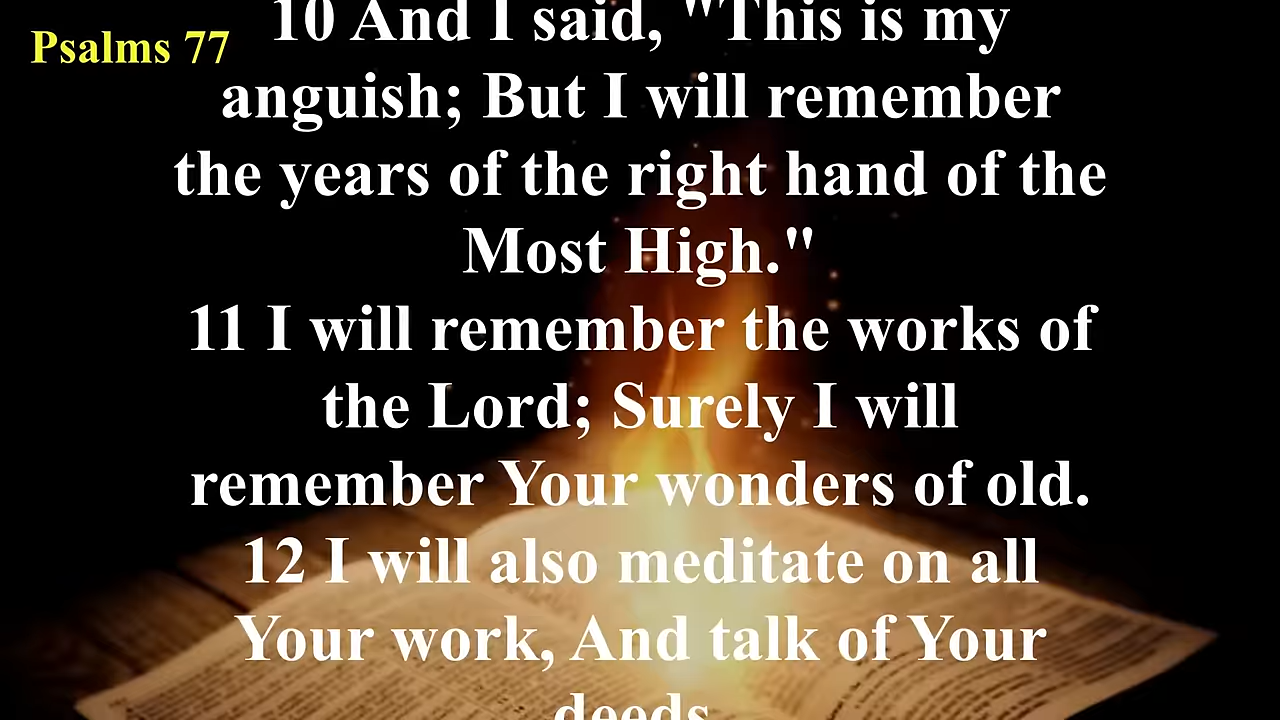 Psalms 77
10 And I said, "This is my
anguish; But I will remember
the years of the right hand of the
Most High."
11 I will remember the works of
the Lord; Surely I will
remember Your wonders of old.
12 I will also meditate on all
Your work, And talk of Your
deeds.